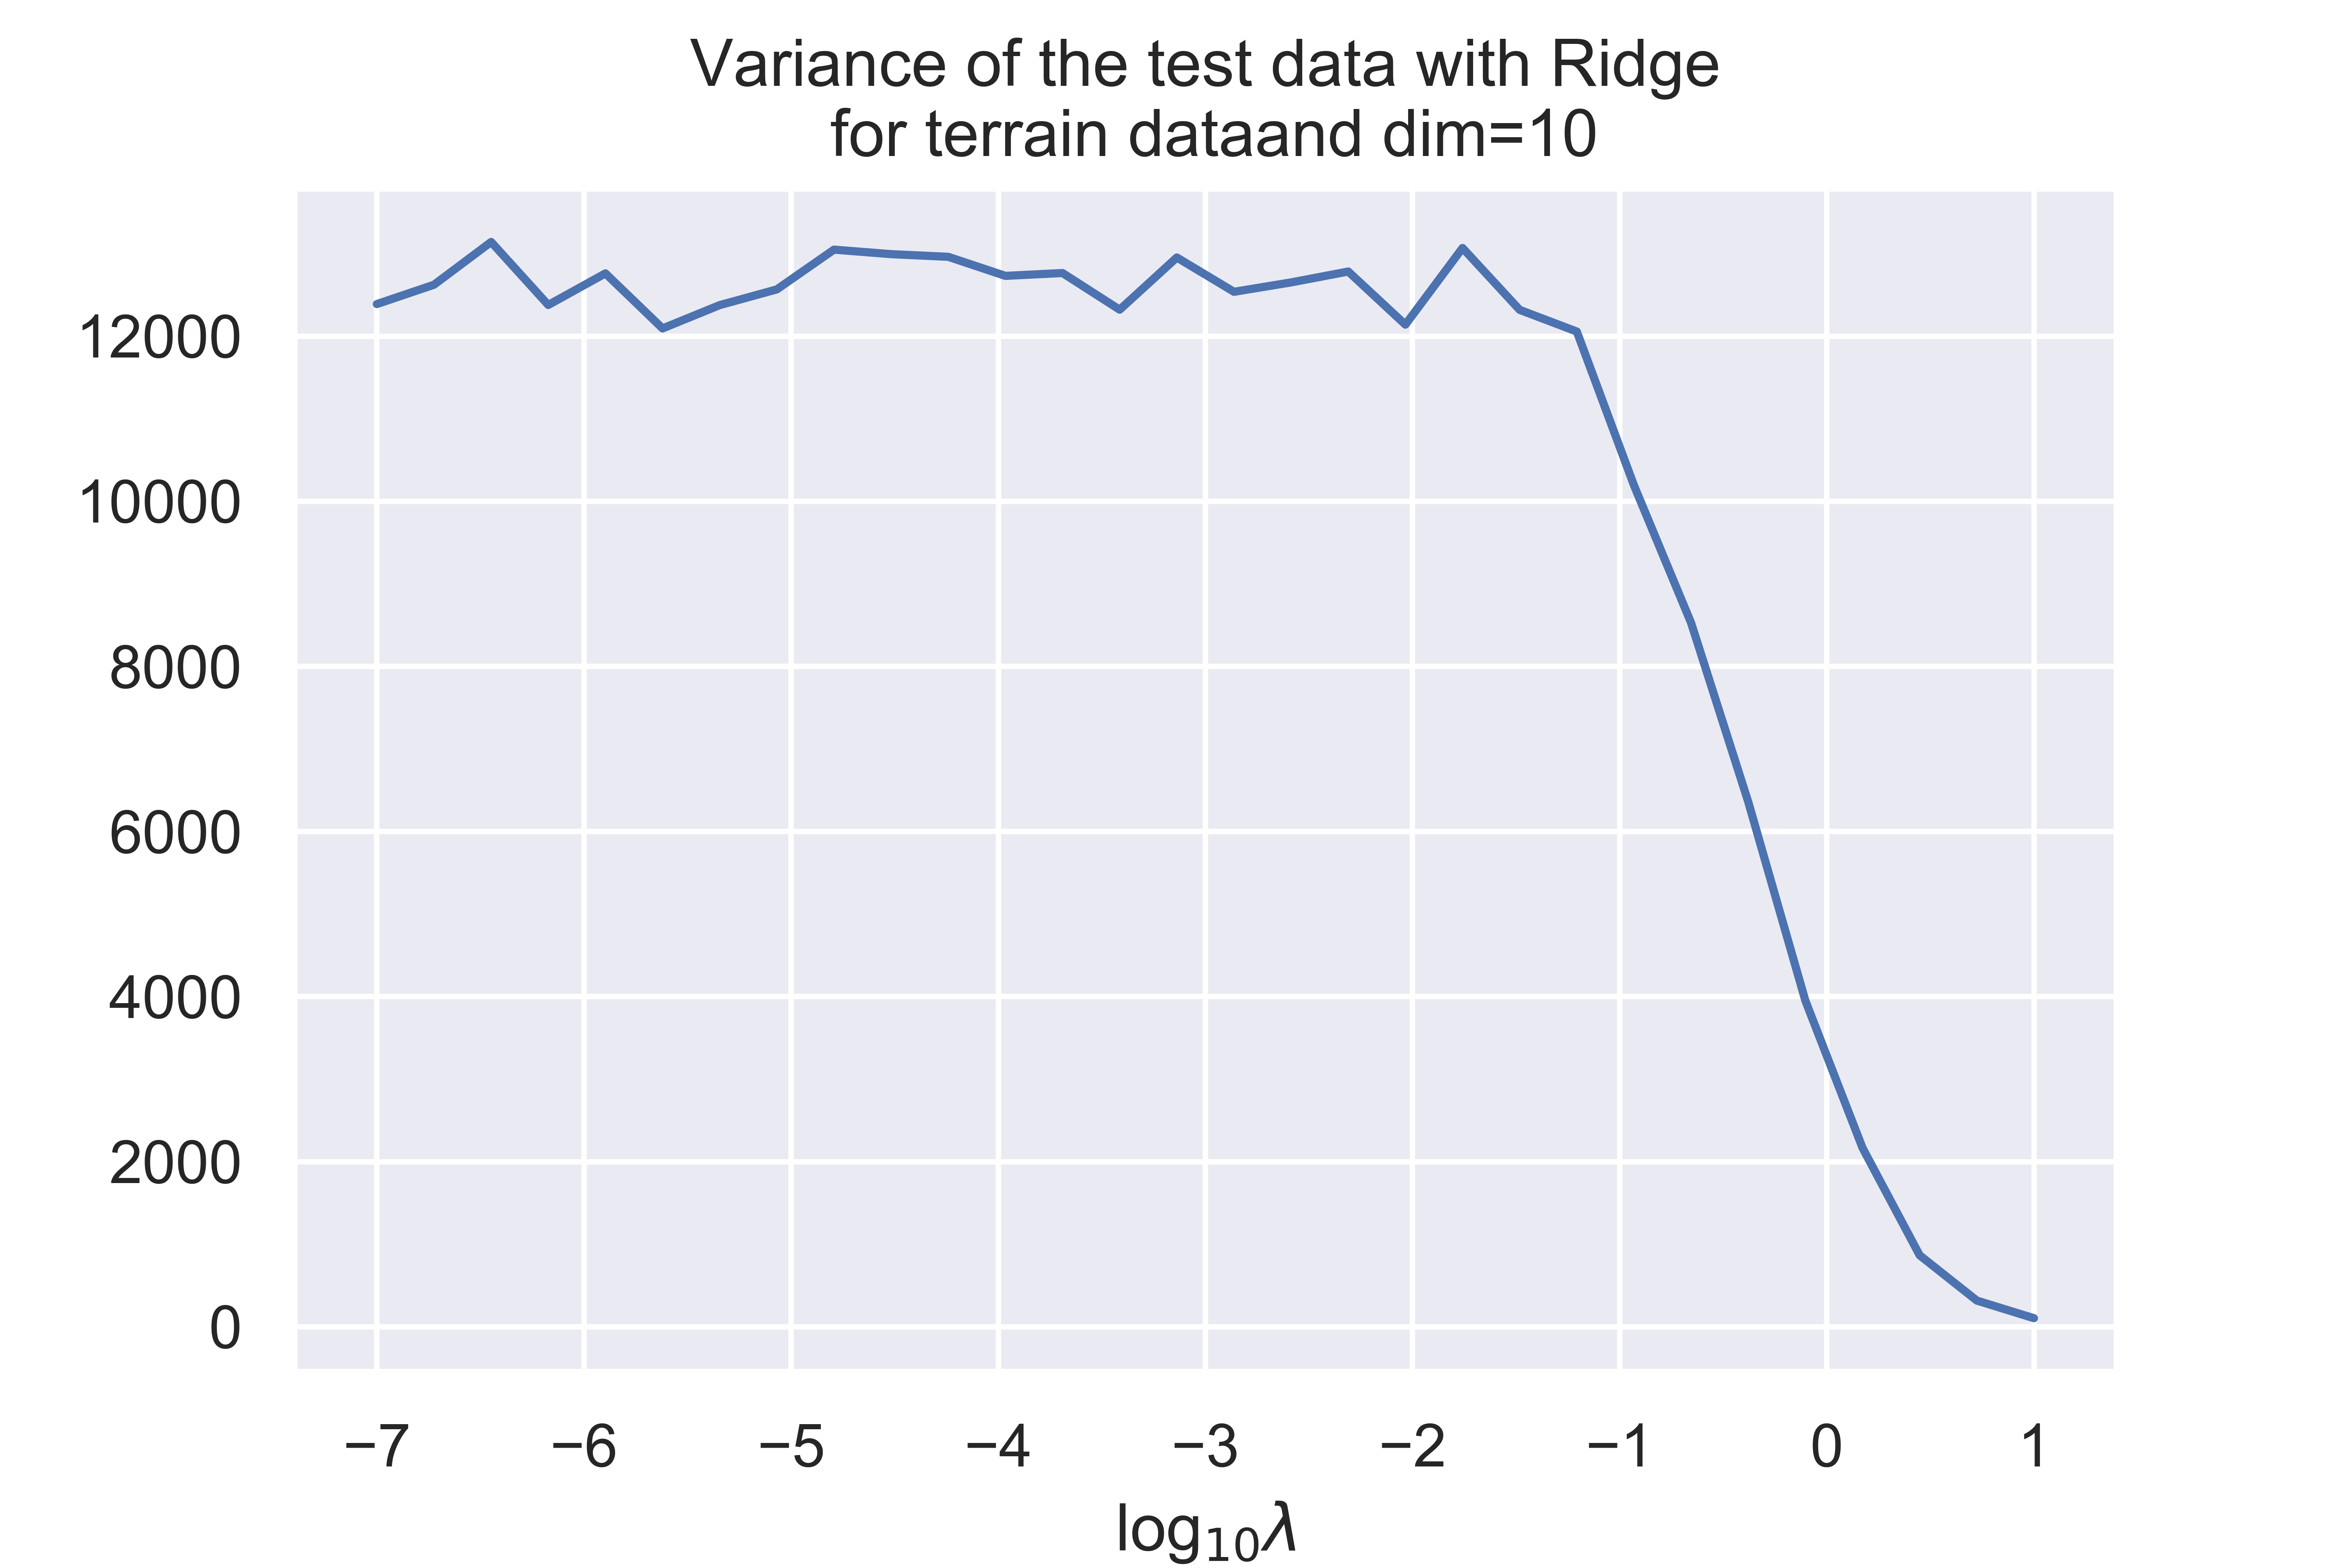 Variance of the test data with Ridge
for terrain dataand dim=10
12000
10000
8000
6000
4000
2000
0
−7 −6 −5 −4 −3 −2 −1 0 1
log₁₀λ